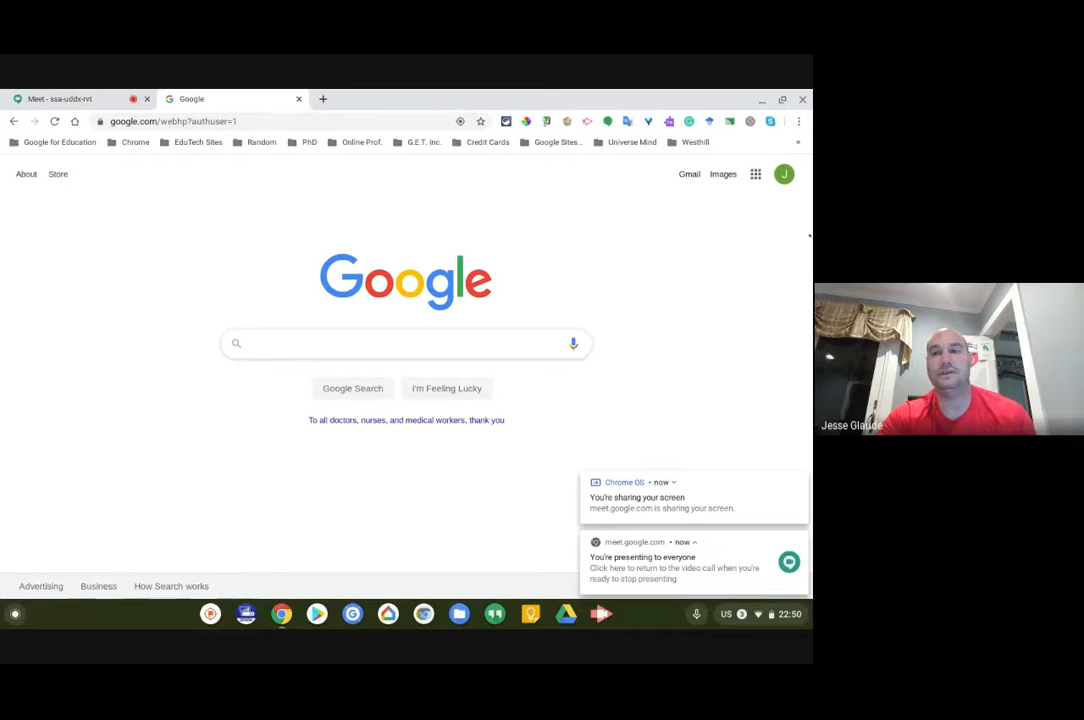 Meet - ssa-uddx-rvt
Google
google.com/webhp?authuser=1
Google for Education Chrome EduTech Sites Random PhD Online Prof. G.E.T. Inc. Credit Cards Google Sites... Universe Mind Westhill »
About Store Gmail Images J
Google
Google Search I'm Feeling Lucky
To all doctors, nurses, and medical workers, thank you
Jesse Glaude
Chrome OS • now
You're sharing your screen
meet.google.com is sharing your screen.
meet.google.com • now
You're presenting to everyone
Click here to return to the video call when you're
ready to stop presenting
Advertising Business How Search works
US 3 22:50